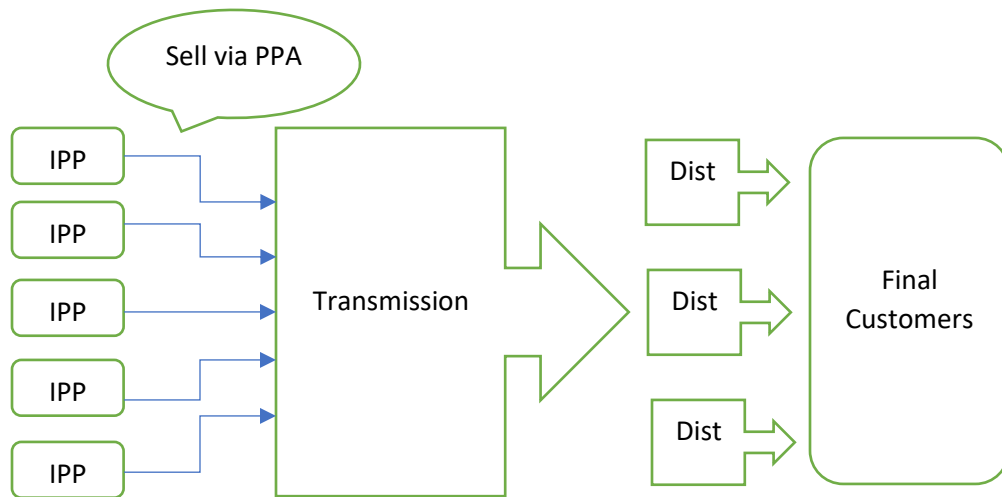 Sell via PPA
IPP
IPP
IPP
IPP
IPP
Transmission
Dist
Dist
Dist
Final
Customers